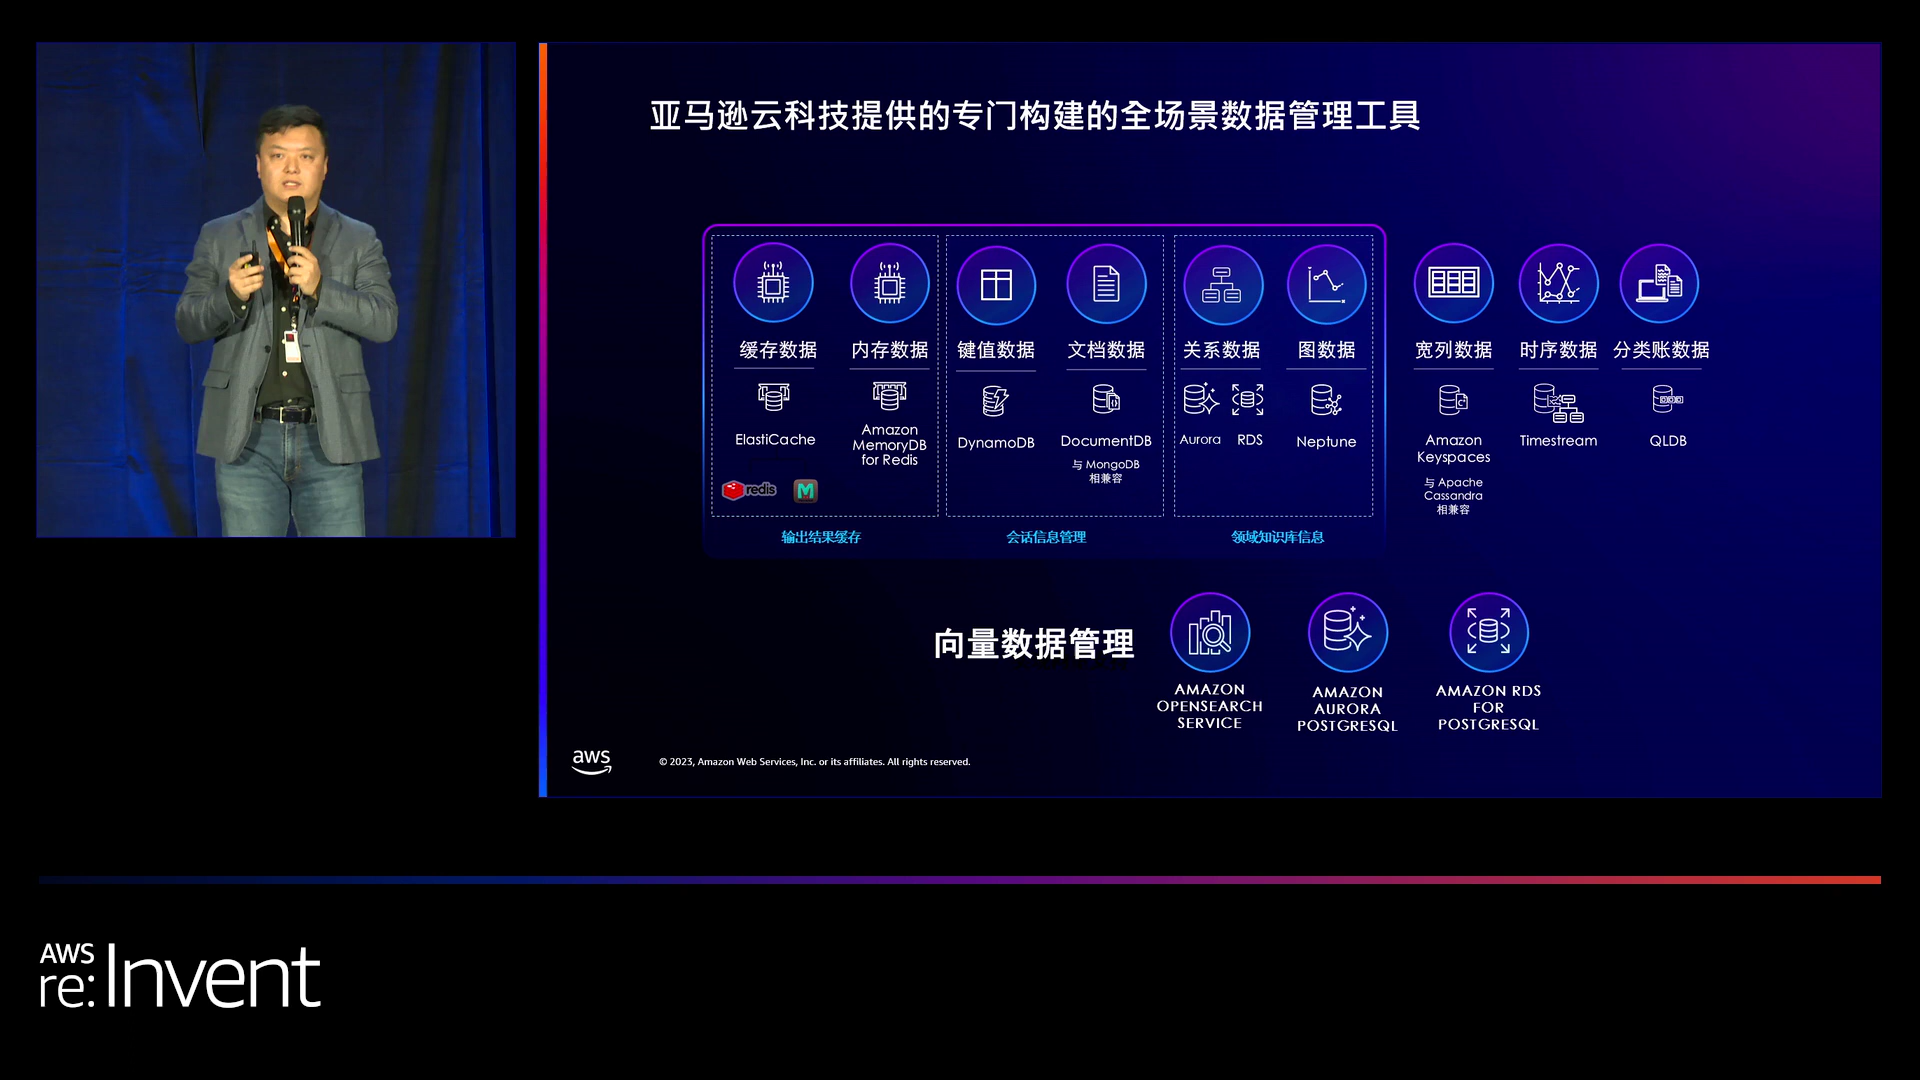 亚马逊云科技提供的专门构建的全场景数据管理工具
缓存数据
内存数据
键值数据
文档数据
关系数据
图数据
宽列数据
时序数据
分类账数据
ElastiCache
Amazon
MemoryDB
for Redis
DynamoDB
DocumentDB
与 MongoDB
相兼容
Aurora
RDS
Neptune
Amazon
Keyspaces
与 Apache
Cassandra
相兼容
Timestream
QLDB
redis
M
输出结果缓存
会话信息管理
领域知识库信息
向量数据管理
AMAZON
OPENSEARCH
SERVICE
AMAZON
AURORA
POSTGRESQL
AMAZON RDS
FOR
POSTGRESQL
aws
© 2023, Amazon Web Services, Inc. or its affiliates. All rights reserved.
AWS
re:Invent